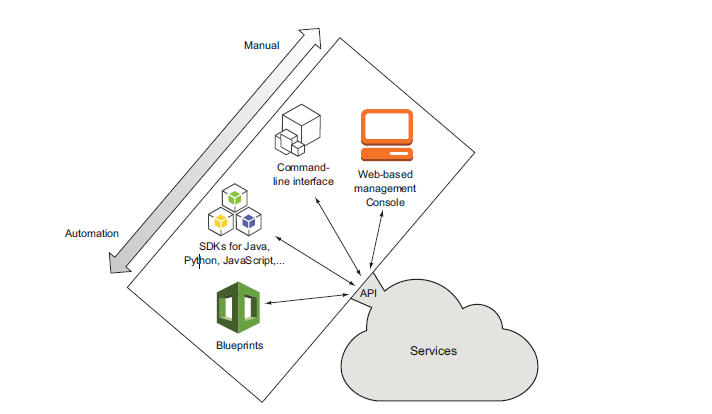 Manual
Command-
line interface
Web-based
management
Console
Automation
SDKs for Java,
Python, JavaScript,...
API
Blueprints
Services